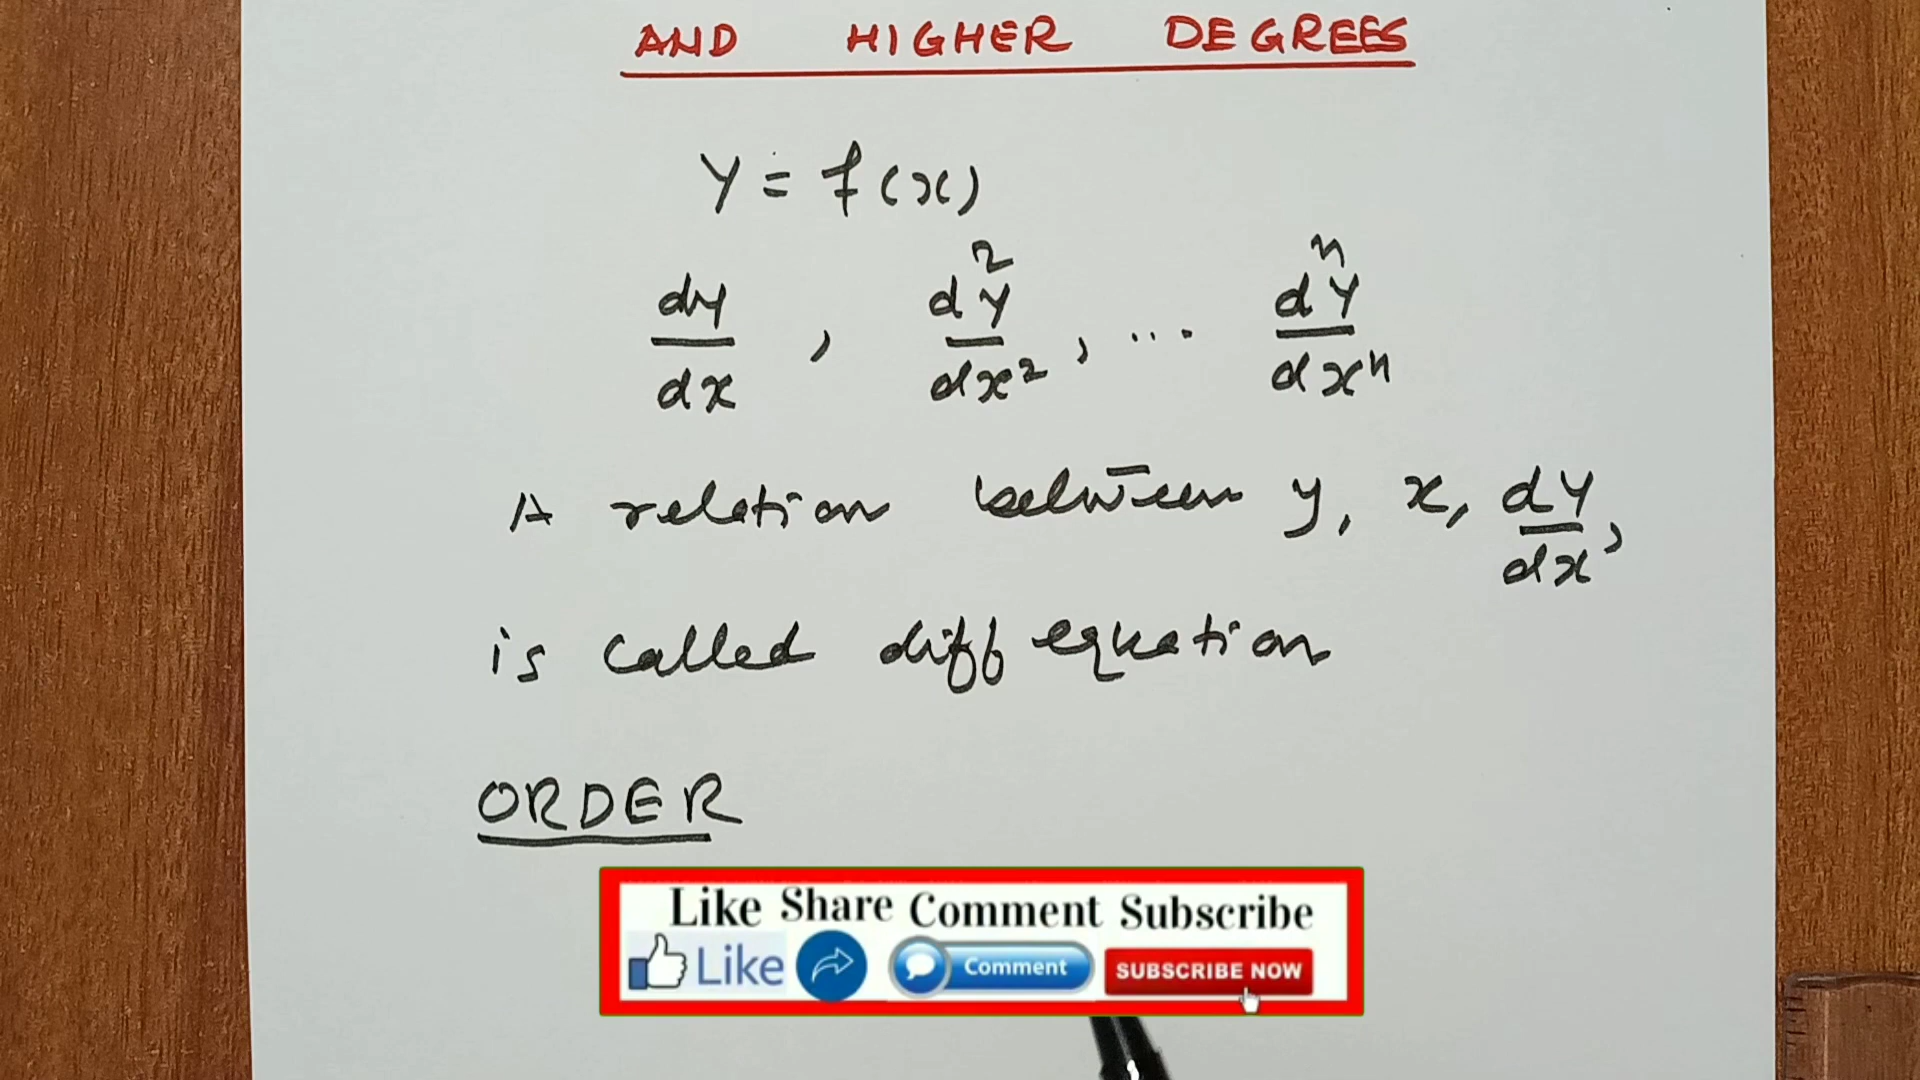 AND HIGHER DEGREES
Y = f(x)
dy/dx , d²y/dx² , ... dⁿy/dxⁿ
A relation between y, x, dy/dx,
is called diff equation
ORDER
Like Share Comment Subscribe
Like Comment SUBSCRIBE NOW